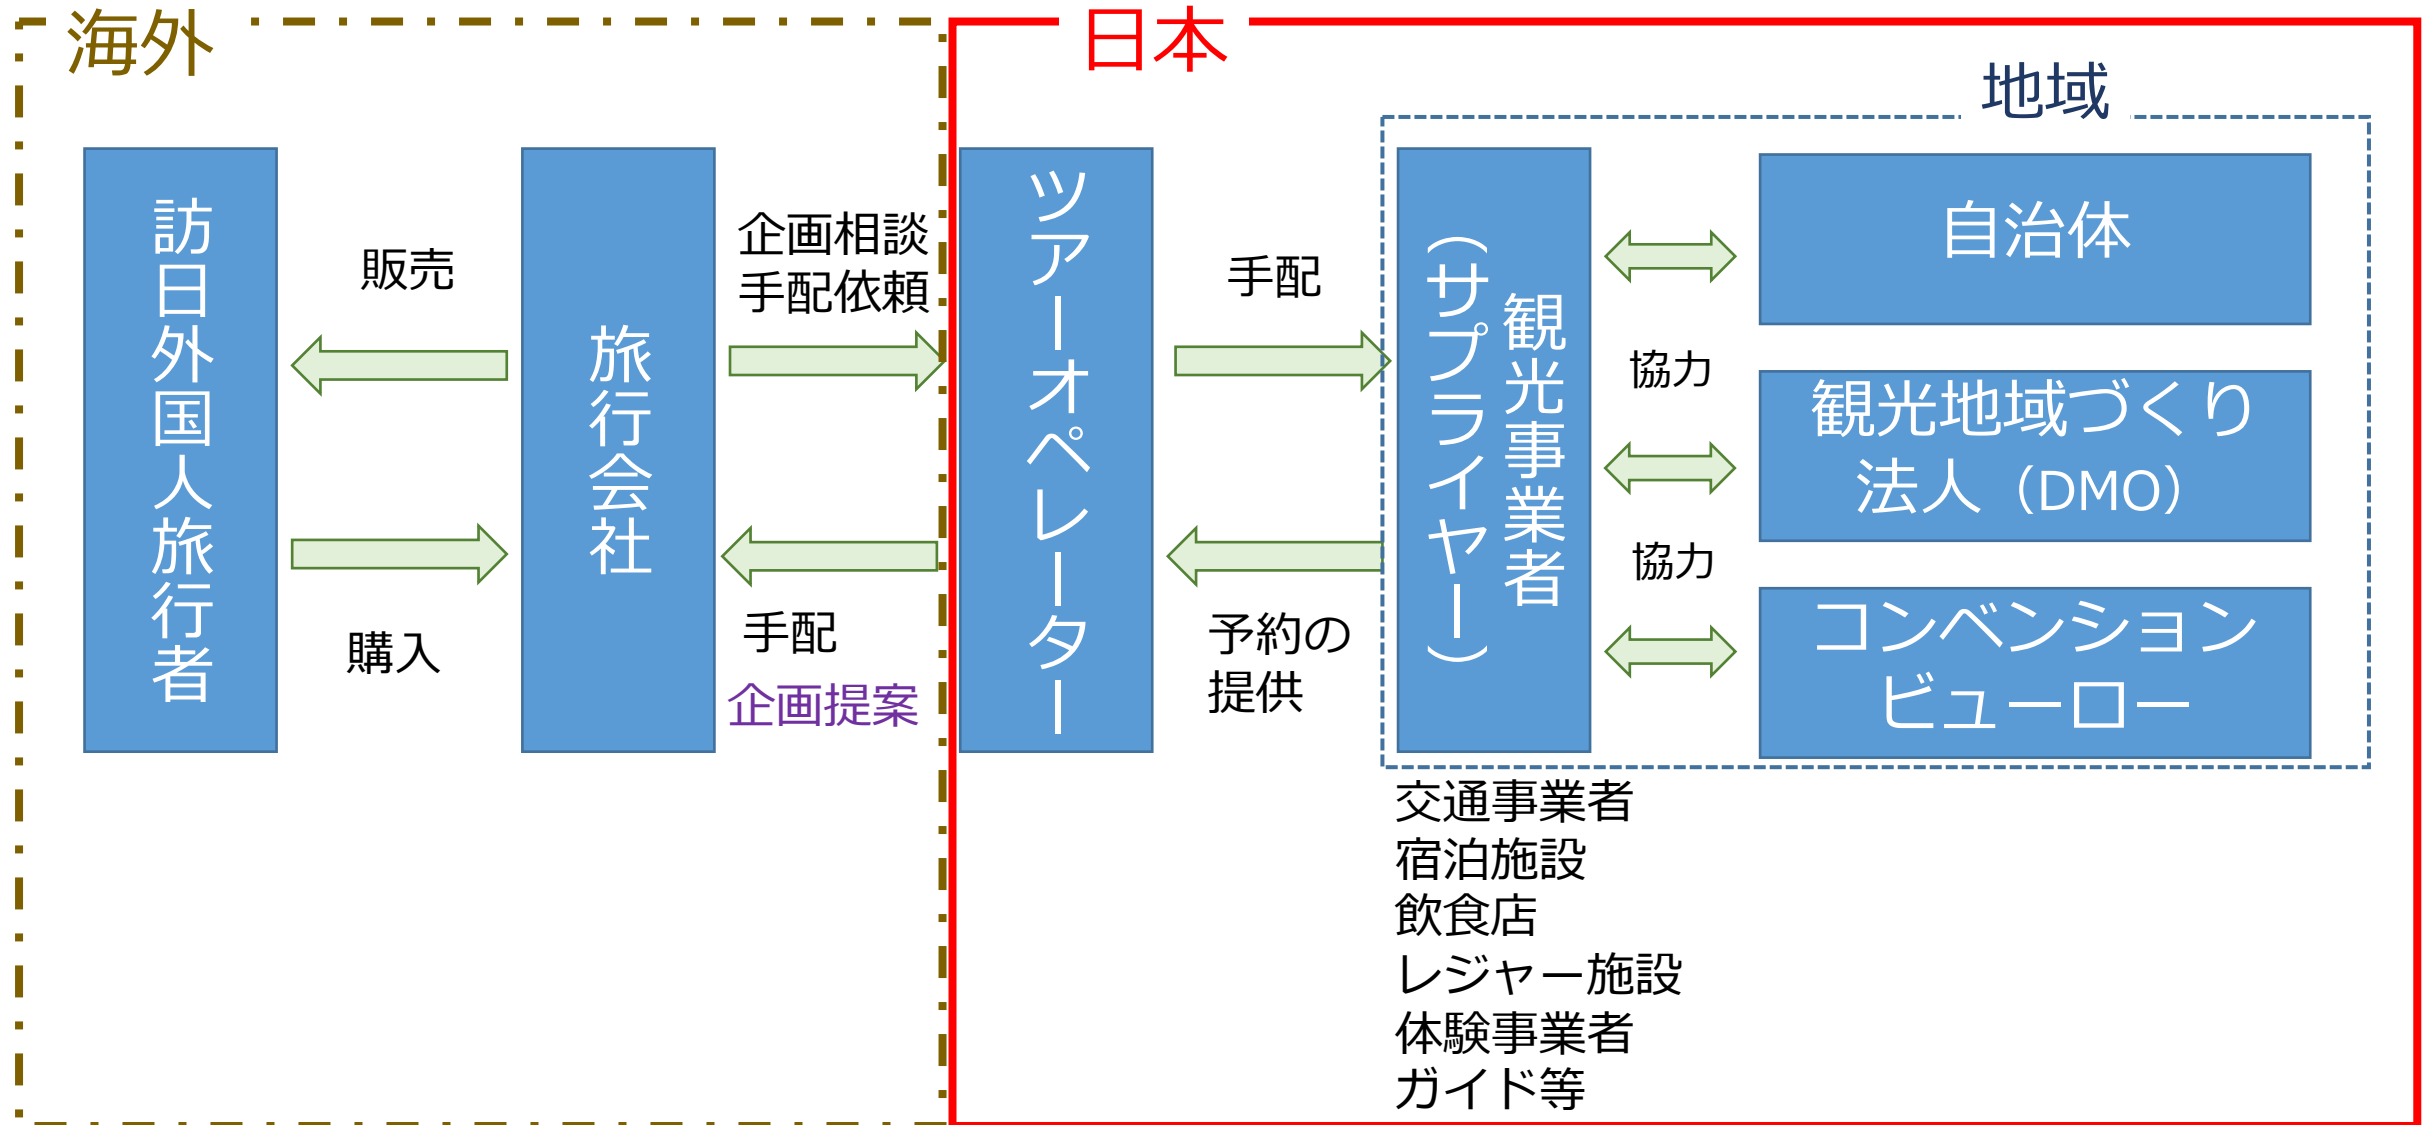 海外
日本
地域
訪日外国人旅行者
販売
購入
旅行会社
企画相談
手配依頼
手配
企画提案
ツアーオペレーター
手配
予約の
提供
観光事業者
（サプライヤー）
協力
協力
自治体
観光地域づくり
法人（DMO）
コンベンション
ビューロー
交通事業者
宿泊施設
飲食店
レジャー施設
体験事業者
ガイド等